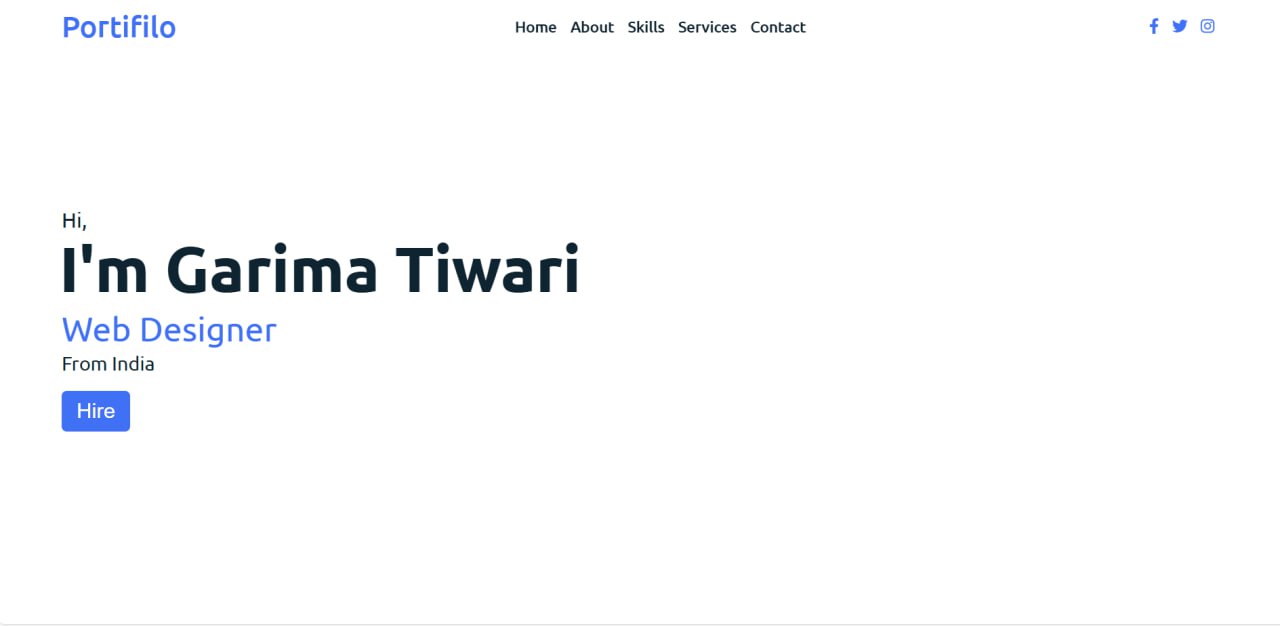 Portifilo
Home About Skills Services Contact
Hi,
I'm Garima Tiwari
Web Designer
From India
Hire